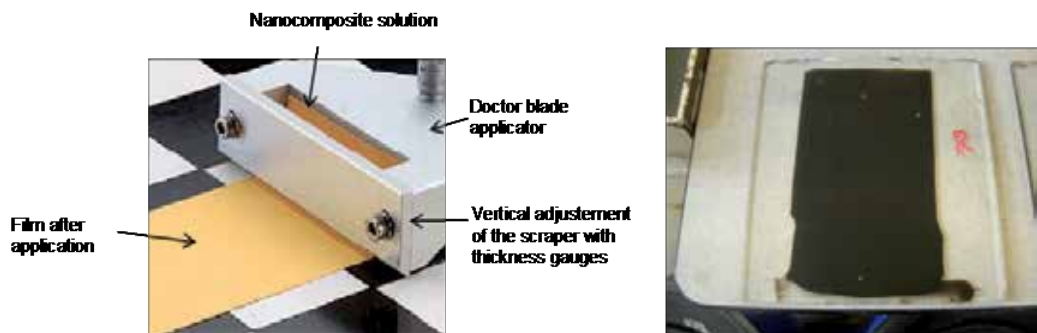 Nanocomposite solution
Doctor blade
applicator
Film after
application
Vertical adjustement
of the scraper with
thickness gauges